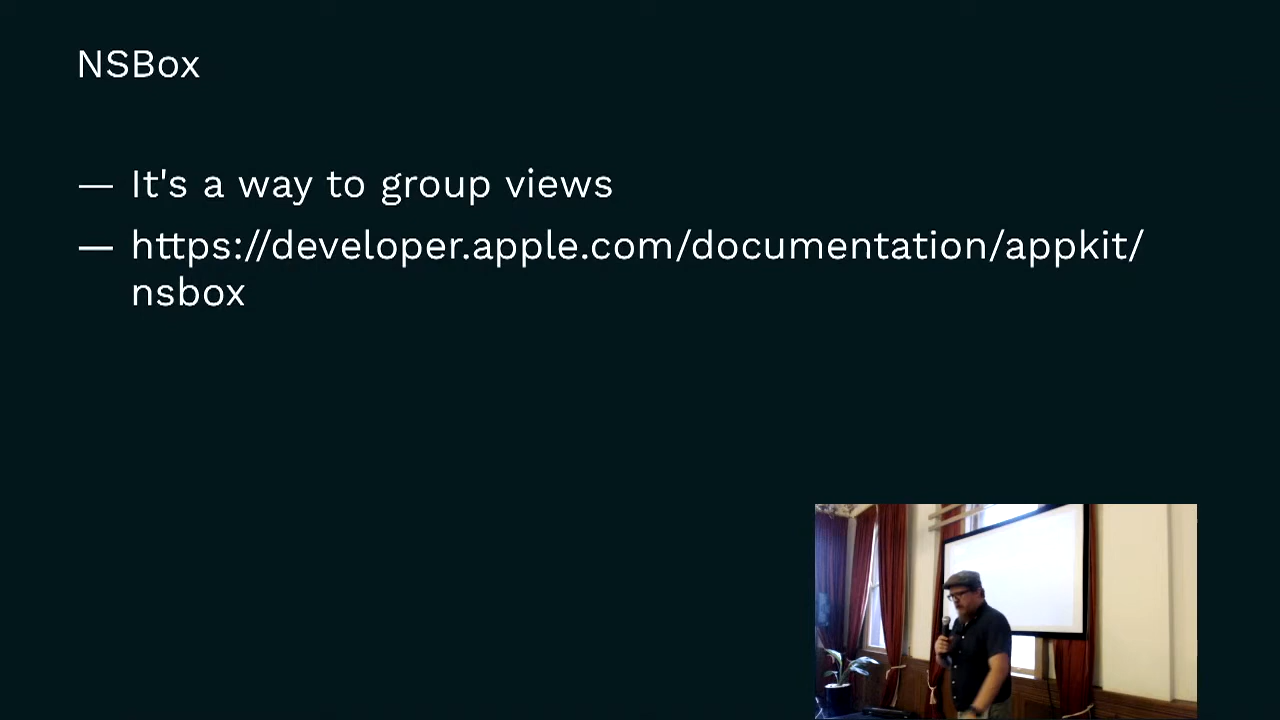 NSBox
— It's a way to group views
— https://developer.apple.com/documentation/appkit/
nsbox